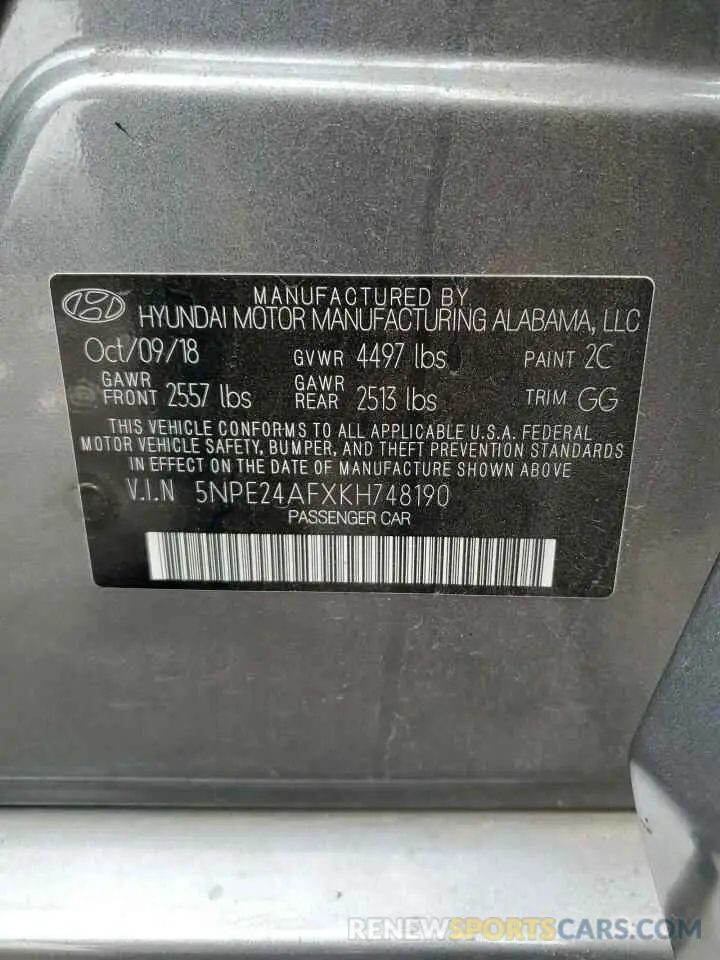 MANUFACTURED BY
HYUNDAI MOTOR MANUFACTURING ALABAMA, LLC
Oct/09/18 GVWR 4497 lbs PAINT 2C
GAWR FRONT 2557 lbs GAWR REAR 2513 lbs TRIM GG
THIS VEHICLE CONFORMS TO ALL APPLICABLE U.S.A. FEDERAL
MOTOR VEHICLE SAFETY, BUMPER, AND THEFT PREVENTION STANDARDS
IN EFFECT ON THE DATE OF MANUFACTURE SHOWN ABOVE
V.I.N 5NPE24AFXKH748190
PASSENGER CAR
RENEWSPORTSCARS.COM